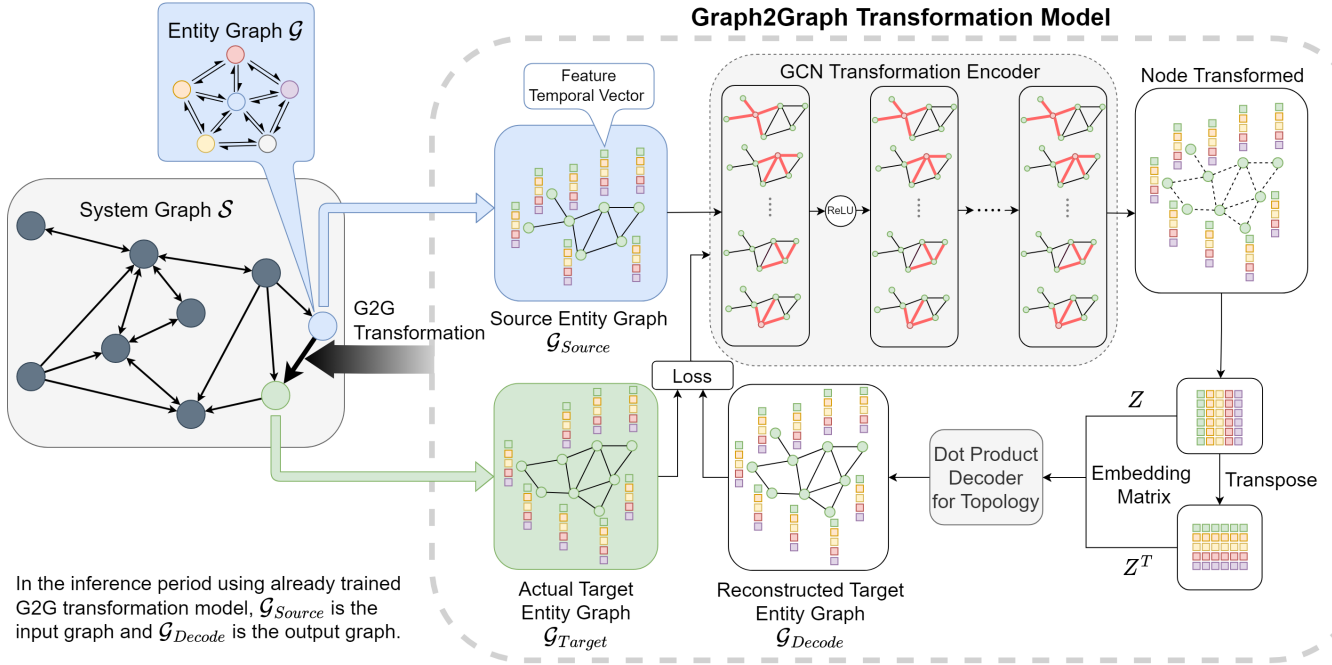 Graph2Graph Transformation Model
Entity Graph 𝒢
System Graph 𝒮
G2G
Transformation
Feature
Temporal Vector
Source Entity Graph
𝒢_Source
GCN Transformation Encoder
ReLU
Node Transformed
Loss
Z
Embedding
Matrix
Transpose
Z^T
Dot Product
Decoder
for Topology
Actual Target
Entity Graph
𝒢_Target
Reconstructed Target
Entity Graph
𝒢_Decode
In the inference period using already trained
G2G transformation model, 𝒢_Source is the
input graph and 𝒢_Decode is the output graph.